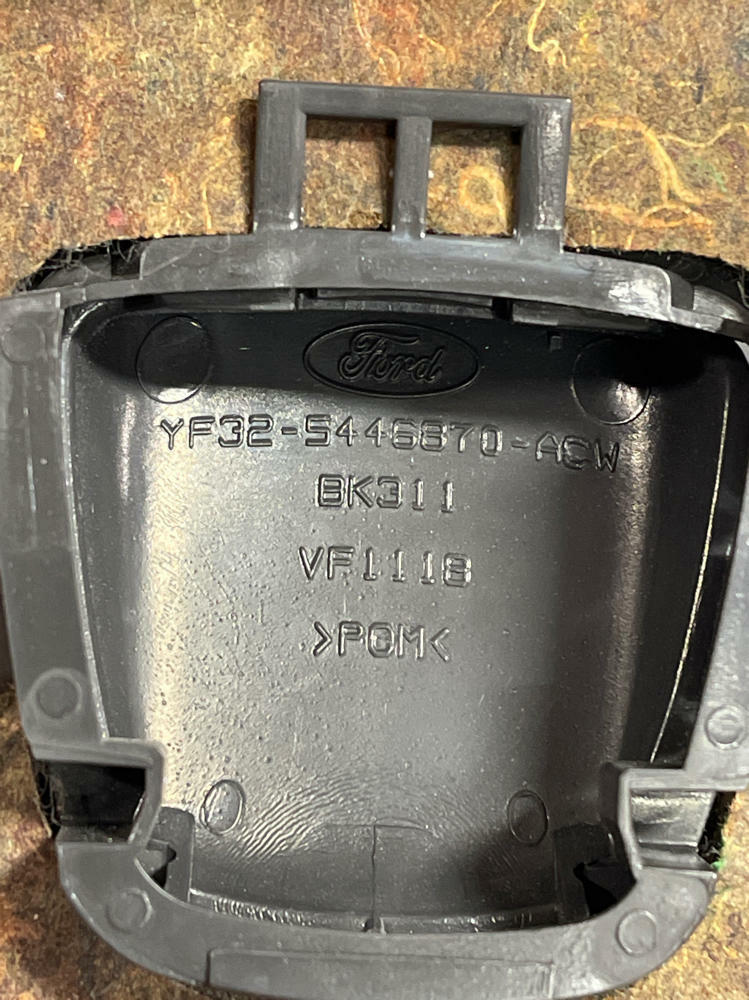 Ford
YF32-5446870-ACW
BK311
VF1118
>POM<